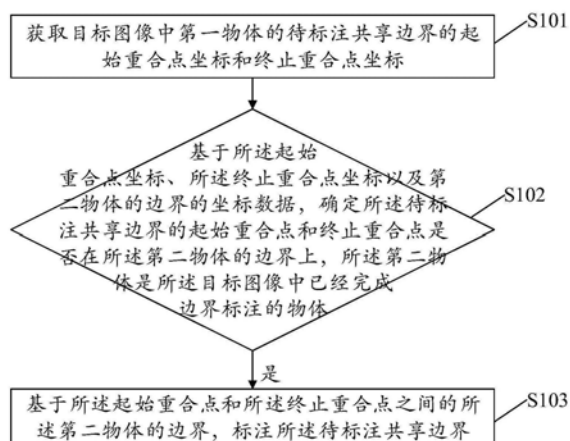 获取目标图像中第一物体的待标注共享边界的起
始重合点坐标和终止重合点坐标
S101
基于所述起始
重合点坐标、所述终止重合点坐标以及第
二物体的边界的坐标数据，确定所述待标
注共享边界的起始重合点和终止重合点是
否在所述第二物体的边界上，所述第二物
体是所述目标图像中已经完成
边界标注的物体
S102
是
基于所述起始重合点和所述终止重合点之间的所
述第二物体的边界，标注所述待标注共享边界
S103